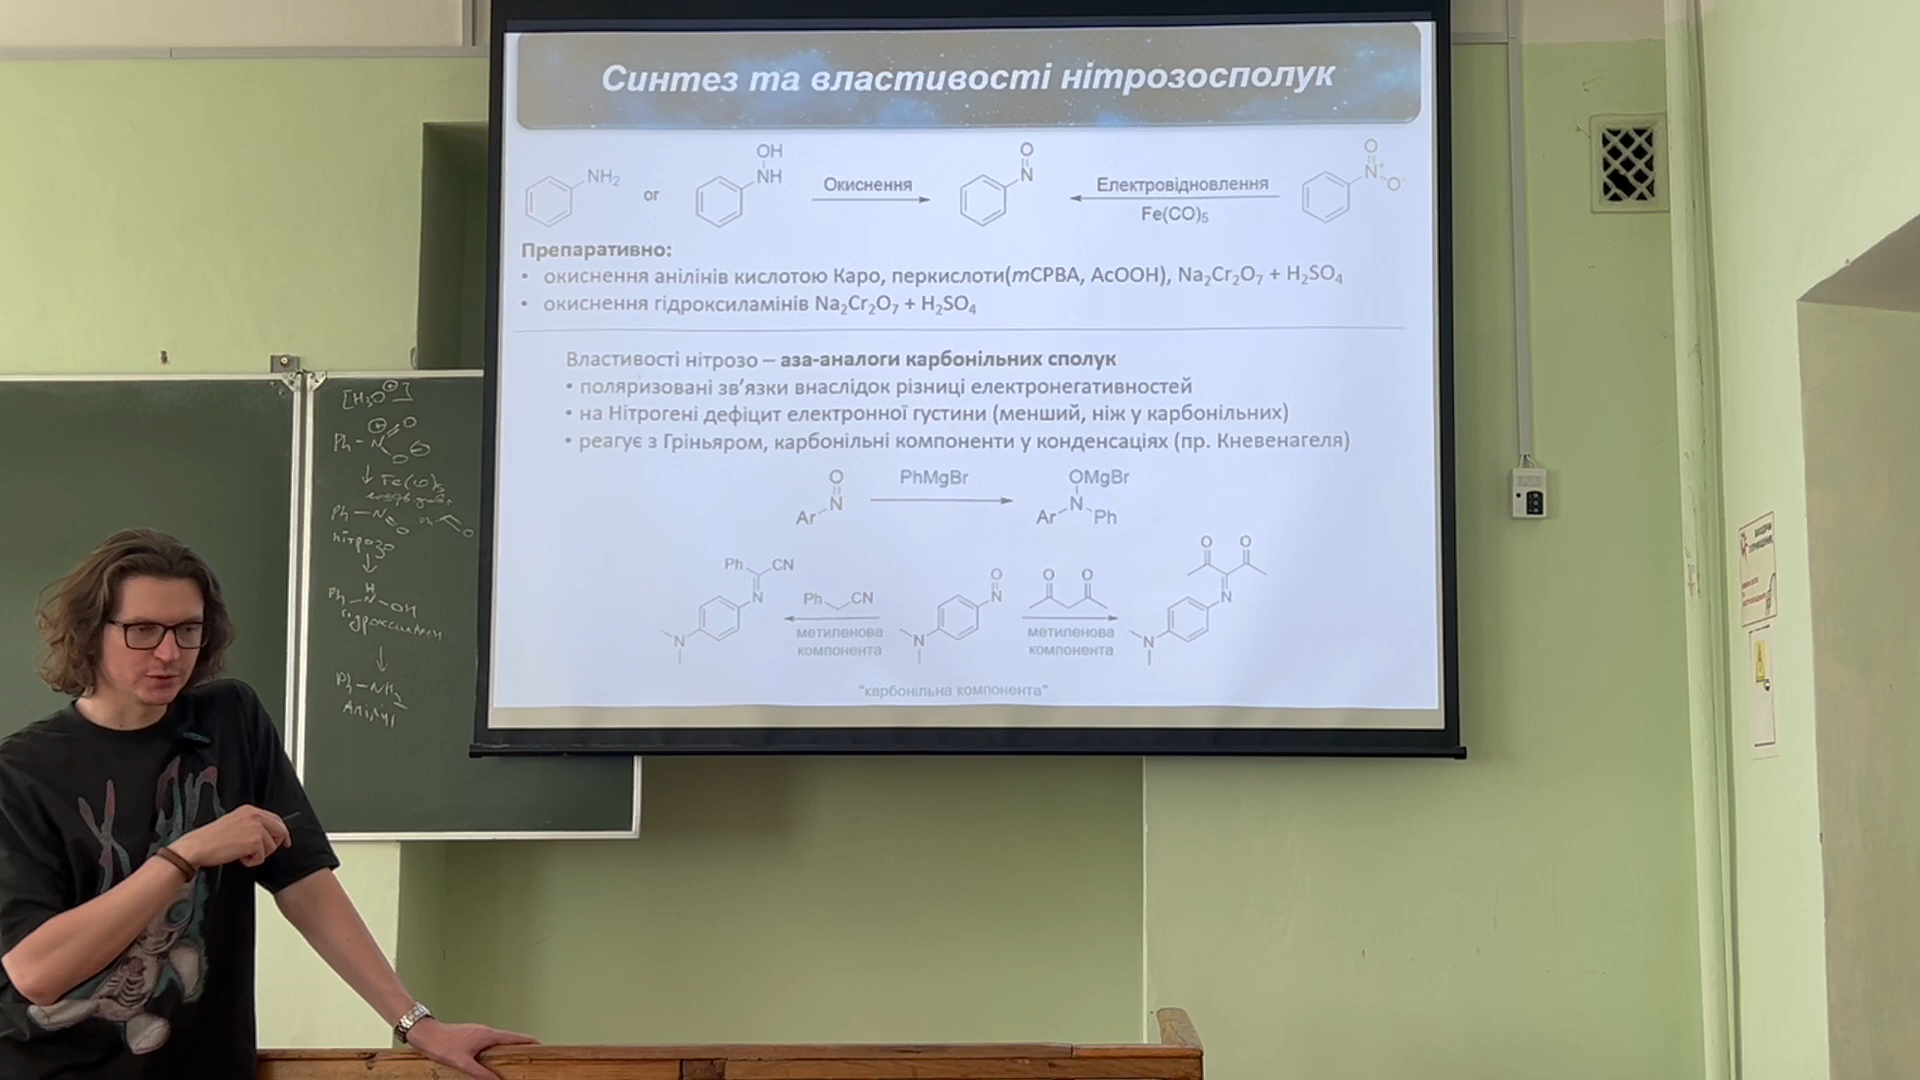 Синтез та властивості нітрозосполук
NH2 or OH NH Окиснення O N Електровідновлення Fe(CO)5 O N+ O-
Препаративно:
• окиснення анілінів кислотою Каро, перкислоти(mCPBA, AcOOH), Na2Cr2O7 + H2SO4
• окиснення гідроксиламінів Na2Cr2O7 + H2SO4
Властивості нітрозо – аза-аналоги карбонільних сполук
• поляризовані зв’язки внаслідок різниці електронегативностей
• на Нітрогені дефіцит електронної густини (менший, ніж у карбонільних)
• реагує з Гріньяром, карбонільні компоненти у конденсаціях (пр. Кневенагеля)
O N Ar PhMgBr OMgBr N Ar Ph
Ph CN N N Ph CN метиленова компонента O N N O O метиленова компонента O O N N
"карбонільна компонента"
[H3O⊕]
Ph-N⊕ O O⊖
↓ Fe(CO)5
Ph-N O
нітрозо
↓
Ph-N-OH
H
гідроксиламін
↓
Ph-NH2
Анілін